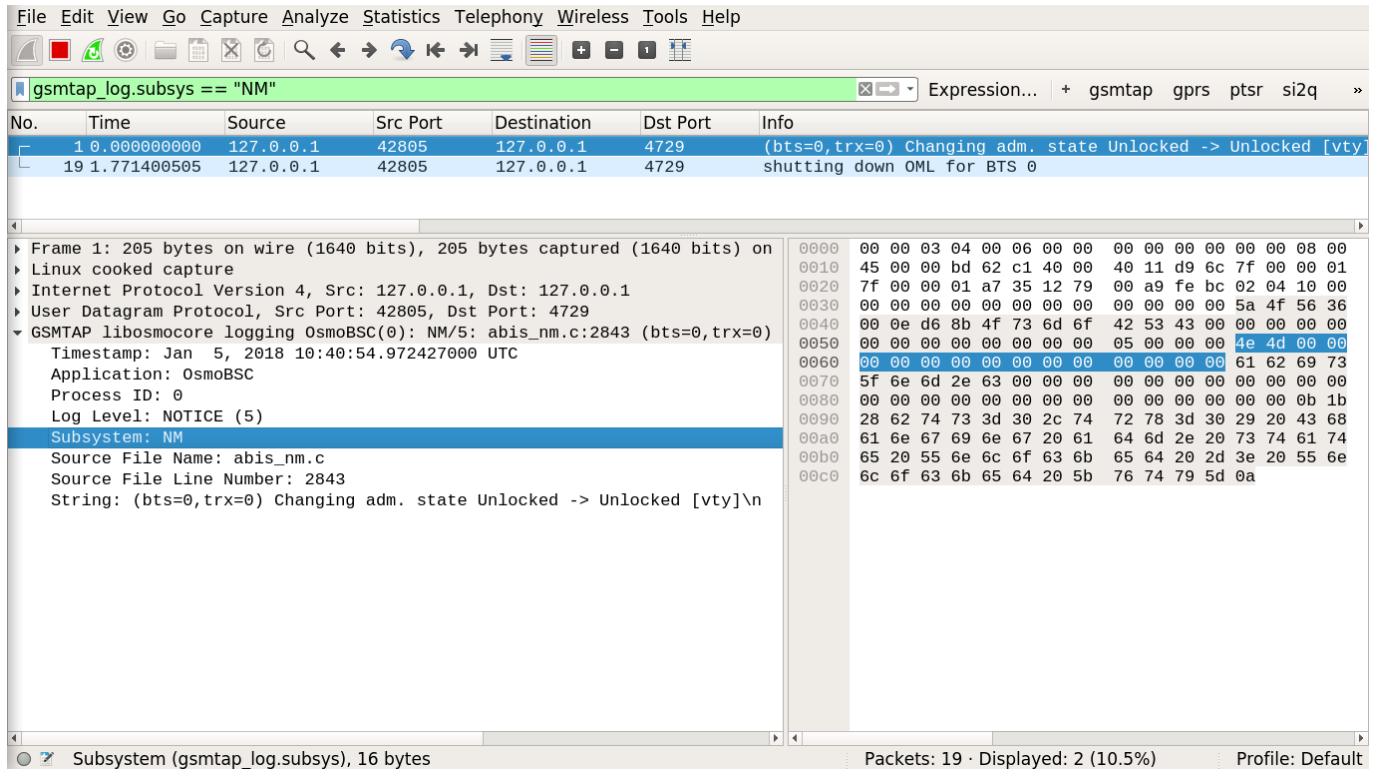 File Edit View Go Capture Analyze Statistics Telephony Wireless Tools Help
gsmtap_log.subsys == "NM" Expression… + gsmtap gprs ptsr si2q »
No. Time Source Src Port Destination Dst Port Info
1 0.000000000 127.0.0.1 42805 127.0.0.1 4729 (bts=0,trx=0) Changing adm. state Unlocked -> Unlocked [vty]
19 1.771400505 127.0.0.1 42805 127.0.0.1 4729 shutting down OML for BTS 0
Frame 1: 205 bytes on wire (1640 bits), 205 bytes captured (1640 bits) on
Linux cooked capture
Internet Protocol Version 4, Src: 127.0.0.1, Dst: 127.0.0.1
User Datagram Protocol, Src Port: 42805, Dst Port: 4729
GSMTAP libosmocore logging OsmoBSC(0): NM/5: abis_nm.c:2843 (bts=0,trx=0)
Timestamp: Jan 5, 2018 10:40:54.972427000 UTC
Application: OsmoBSC
Process ID: 0
Log Level: NOTICE (5)
Subsystem: NM
Source File Name: abis_nm.c
Source File Line Number: 2843
String: (bts=0,trx=0) Changing adm. state Unlocked -> Unlocked [vty]\n
0000 00 00 03 04 00 06 00 00 00 00 00 00 00 00 08 00
0010 45 00 00 bd 62 c1 40 00 40 11 d9 6c 7f 00 00 01
0020 7f 00 00 01 a7 35 12 79 00 a9 fe bc 02 04 10 00
0030 00 00 00 00 00 00 00 00 00 00 00 00 5a 4f 56 36
0040 00 0e d6 8b 4f 73 6d 6f 42 53 43 00 00 00 00 00
0050 00 00 00 00 00 00 00 00 05 00 00 00 4e 4d 00 00
0060 00 00 00 00 00 00 00 00 00 00 00 00 61 62 69 73
0070 5f 6e 6d 2e 63 00 00 00 00 00 00 00 00 00 00 00
0080 00 00 00 00 00 00 00 00 00 00 00 00 00 00 0b 1b
0090 28 62 74 73 3d 30 2c 74 72 78 3d 30 29 20 43 68
00a0 61 6e 67 69 6e 67 20 61 64 6d 2e 20 73 74 61 74
00b0 65 20 55 6e 6c 6f 63 6b 65 64 20 2d 3e 20 55 6e
00c0 6c 6f 63 6b 65 64 20 5b 76 74 79 5d 0a
Subsystem (gsmtap_log.subsys), 16 bytes Packets: 19 · Displayed: 2 (10.5%) Profile: Default